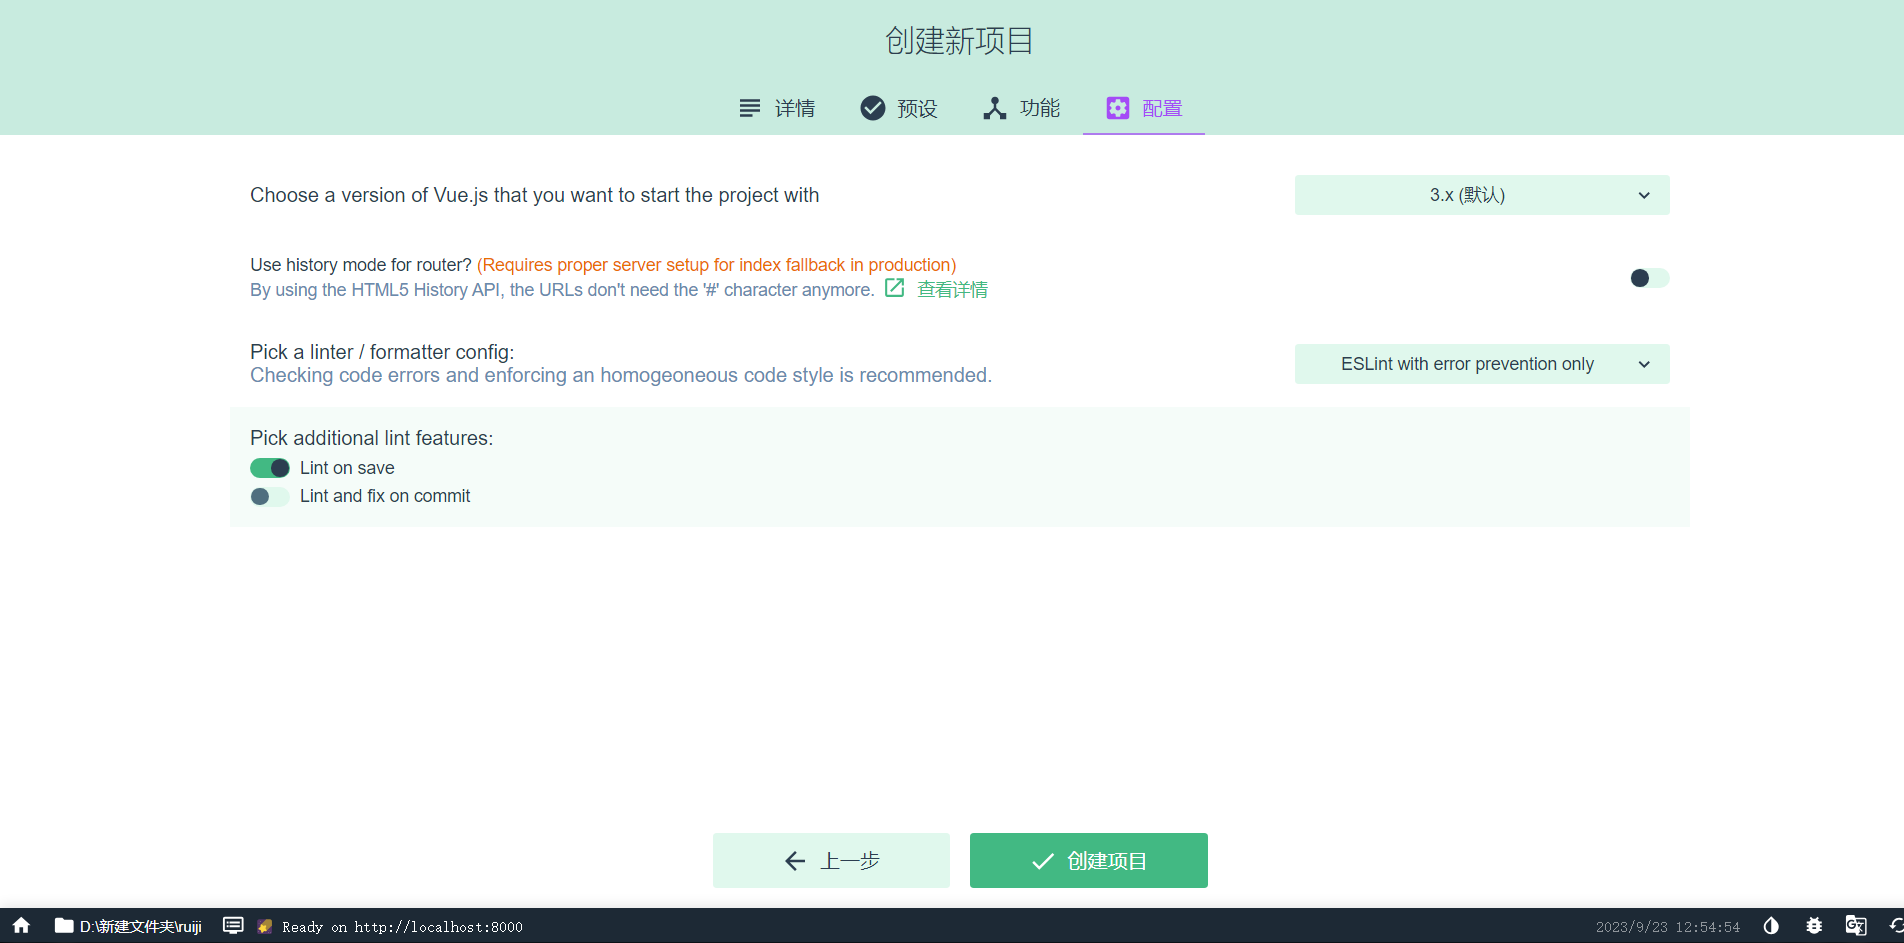 创建新项目
详情 预设 功能 配置
Choose a version of Vue.js that you want to start the project with 3.x (默认)
Use history mode for router? (Requires proper server setup for index fallback in production)
By using the HTML5 History API, the URLs don't need the '#' character anymore. 查看详情
Pick a linter / formatter config:
Checking code errors and enforcing an homogeoneous code style is recommended. ESLint with error prevention only
Pick additional lint features:
Lint on save
Lint and fix on commit
上一步 创建项目
D:\新建文件夹\ruiji Ready on http://localhost:8000 2023/9/23 12:54:54